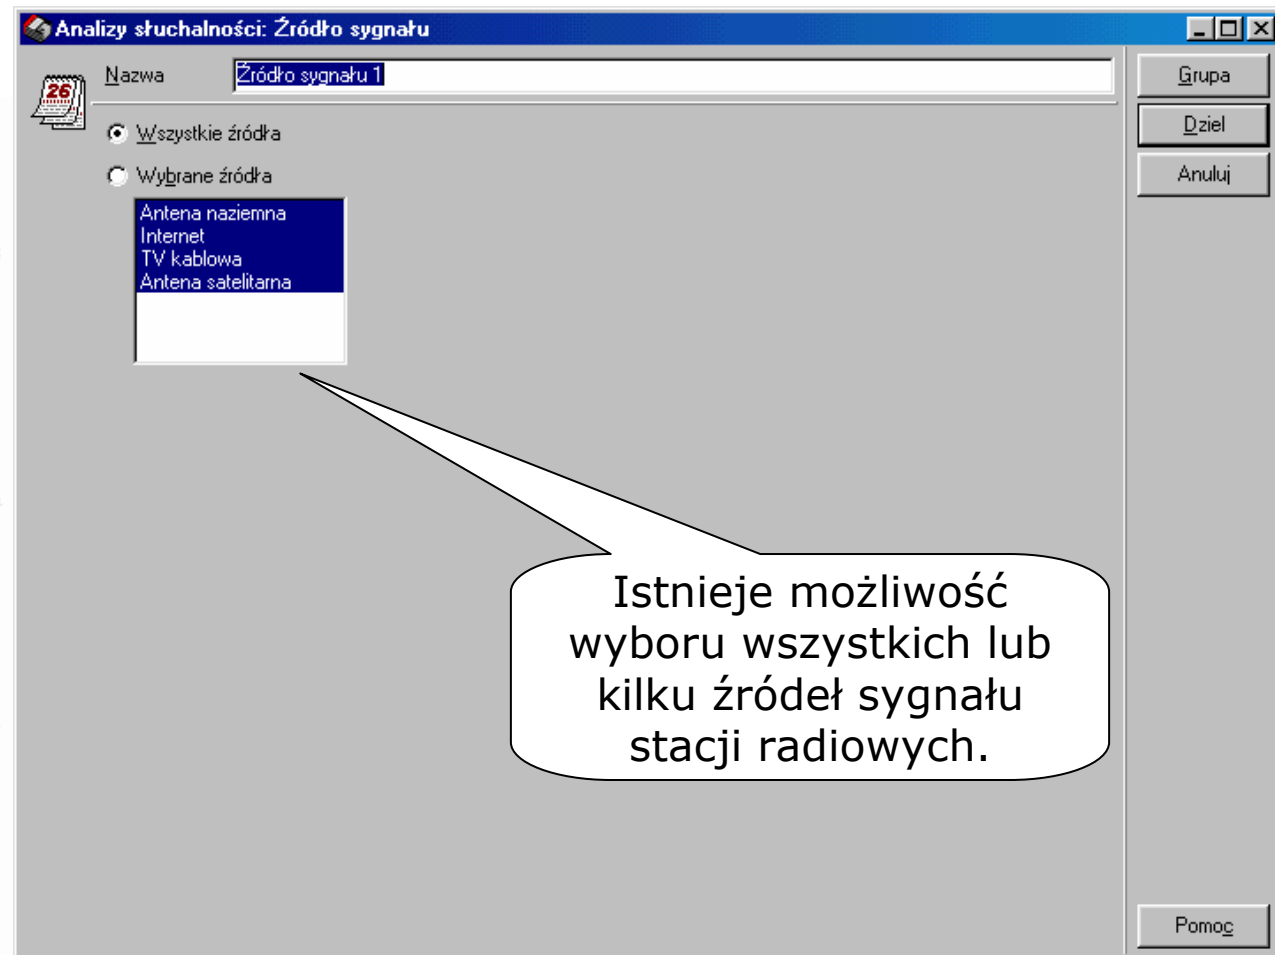 Analizy słuchalności: Źródło sygnału
Nazwa
Źródło sygnału 1
Grupa
26
Wszystkie źródła
Dziel
Wybrane źródła
Anuluj
Antena naziemna
Internet
TV kablowa
Antena satelitarna
Istnieje możliwość
wyboru wszystkich lub
kilku źródeł sygnału
stacji radiowych.
Pomoc